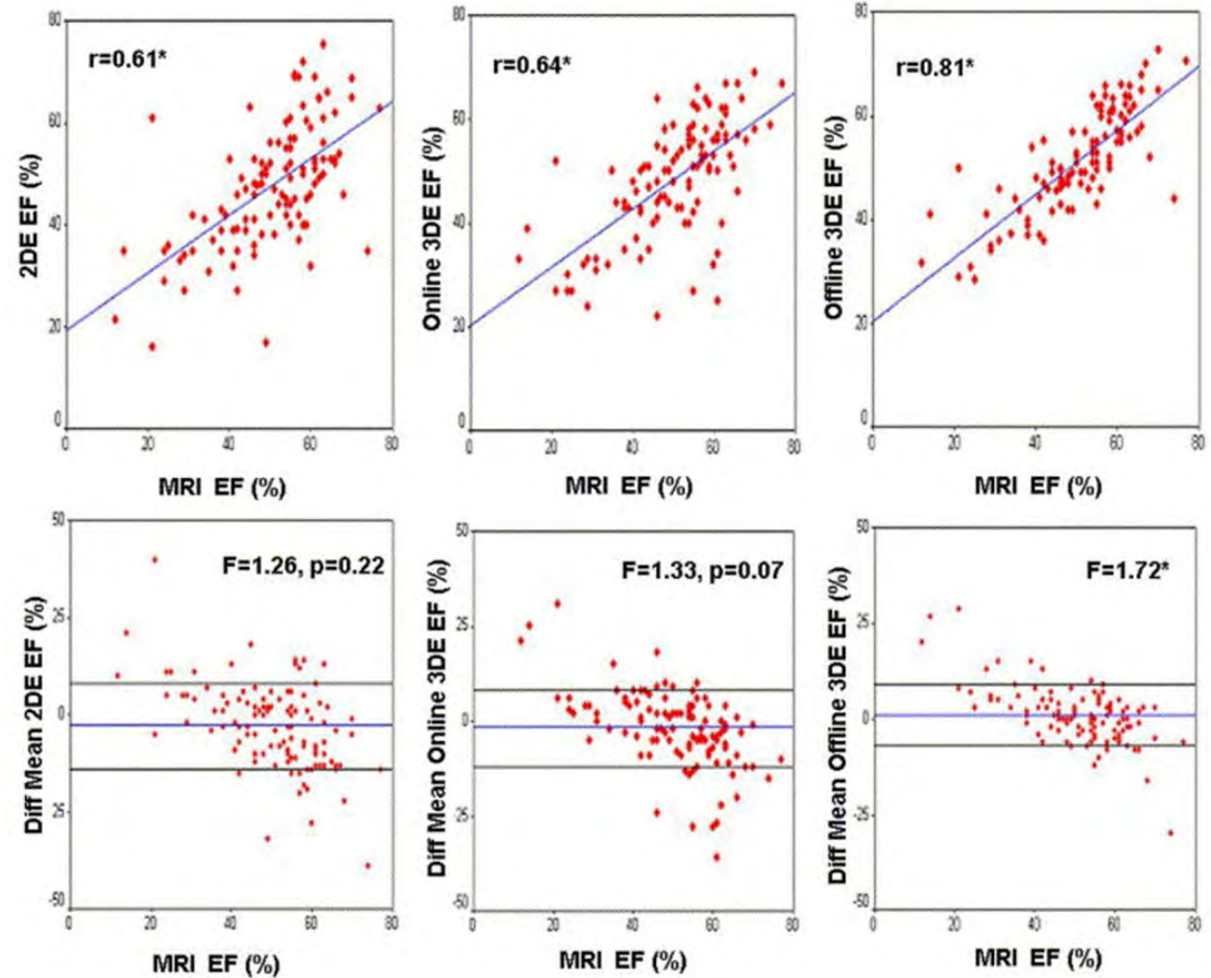 80
60
40
20
0
0 20 40 60 80
2DE EF (%)
r=0.61*
MRI EF (%)
80
60
40
20
0
0 20 40 60 80
Online 3DE EF (%)
r=0.64*
MRI EF (%)
80
60
40
20
0
0 20 40 60 80
Offline 3DE EF (%)
r=0.81*
MRI EF (%)
50
25
0
25
-50
0 20 40 60 80
Diff Mean 2DE EF (%)
F=1.26, p=0.22
MRI EF (%)
50
25
0
-25
-50
0 20 40 60 80
Diff Mean Online 3DE EF (%)
F=1.33, p=0.07
MRI EF (%)
50
25
0
-25
-50
0 20 40 60 80
Diff Mean Offline 3DE EF (%)
F=1.72*
MRI EF (%)